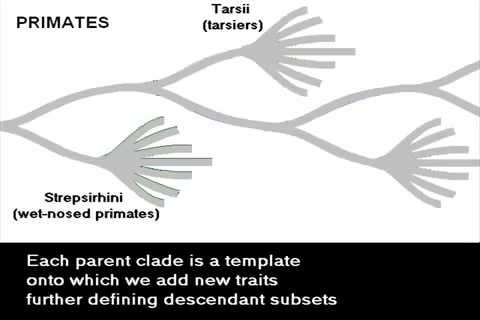 PRIMATES
Tarsii
(tarsiers)
Strepsirhini
(wet-nosed primates)
Each parent clade is a template
onto which we add new traits
further defining descendant subsets